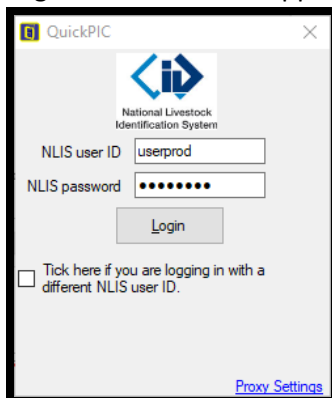 QuickPIC
National Livestock
Identification System
NLIS user ID userprod
NLIS password ••••••••
Login
Tick here if you are logging in with a
different NLIS user ID.
Proxy Settings